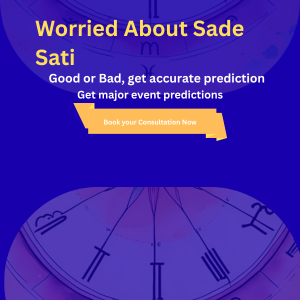 Worried About Sade
Sati
Good or Bad, get accurate prediction
Get major event predictions
Book your Consultation Now